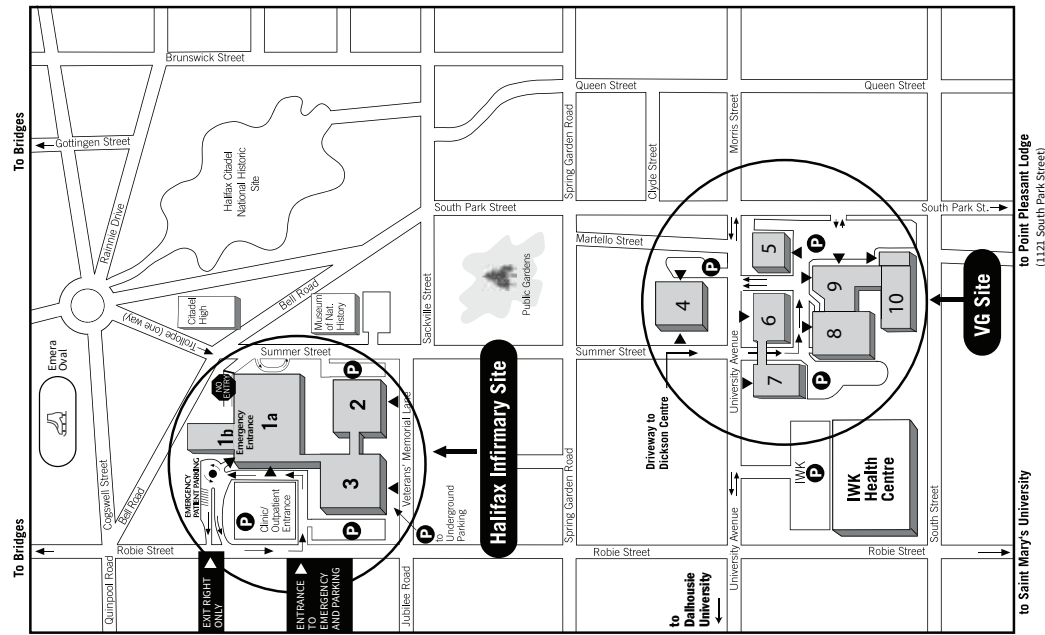 To Bridges
Gottingen Street
Brunswick Street
Rainnie Drive
Halifax Citadel
National Historic
Site
Queen Street
Queen Street
Spring Garden Road
Clyde Street
Morris Street
South Park Street
South Park St.
to Point Pleasant Lodge
(1121 South Park Street)
Martello Street
Emera
Oval
Trollope (one way)
Citadel
High
Bell Road
Museum
of Nat.
History
Sackville Street
Public Gardens
Summer Street
Summer Street
NO
ENTRY
1b
Emergency
Entrance
1a
2
3
P
Veterans' Memorial Lane
Halifax Infirmary Site
4
5
6
7
8
9
10
P
P
P
University Avenue
VG Site
Driveway to
Dickson Centre
Cogswell Street
Bell Road
EMERGENCY
PATIENT PARKING
P
Clinic/
Outpatient
Entrance
P
P
to
Underground
Parking
Spring Garden Road
IWK
P
IWK
Health
Centre
South Street
University Avenue
To Bridges
Robie Street
Robie Street
Robie Street
to Saint Mary's University
Quinpool Road
EXIT RIGHT
ONLY
ENTRANCE
TO
EMERGENCY
AND PARKING
Jubilee Road
to
Dalhousie
University